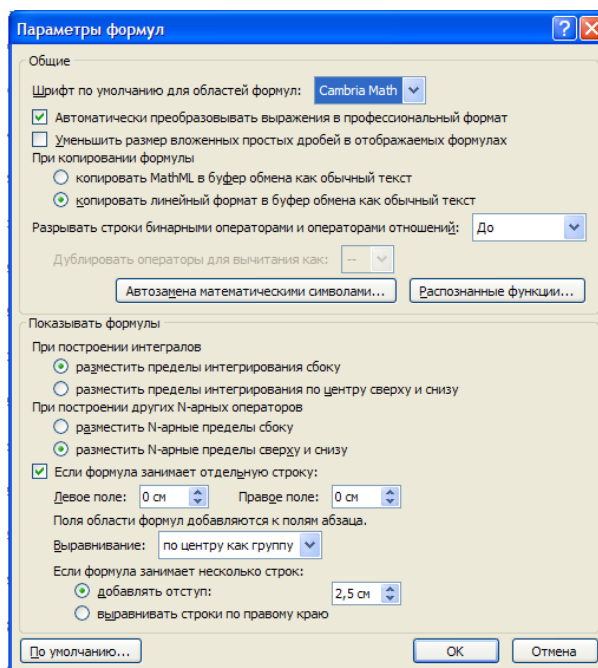 Параметры формул
Общие
Шрифт по умолчанию для областей формул: Cambria Math
Автоматически преобразовывать выражения в профессиональный формат
Уменьшить размер вложенных простых дробей в отображаемых формулах
При копировании формулы
копировать MathML в буфер обмена как обычный текст
копировать линейный формат в буфер обмена как обычный текст
Разрывать строки бинарными операторами и операторами отношений: До
Дублировать операторы для вычитания как: --
Автозамена математическими символами... Распознанные функции...
Показывать формулы
При построении интегралов
разместить пределы интегрирования сбоку
разместить пределы интегрирования по центру сверху и снизу
При построении других N-арных операторов
разместить N-арные пределы сбоку
разместить N-арные пределы сверху и снизу
Если формула занимает отдельную строку:
Левое поле: 0 см Правое поле: 0 см
Поля области формул добавляются к полям абзаца.
Выравнивание: по центру как группу
Если формула занимает несколько строк:
добавлять отступ: 2,5 см
выравнивать строки по правому краю
По умолчанию... ОК Отмена